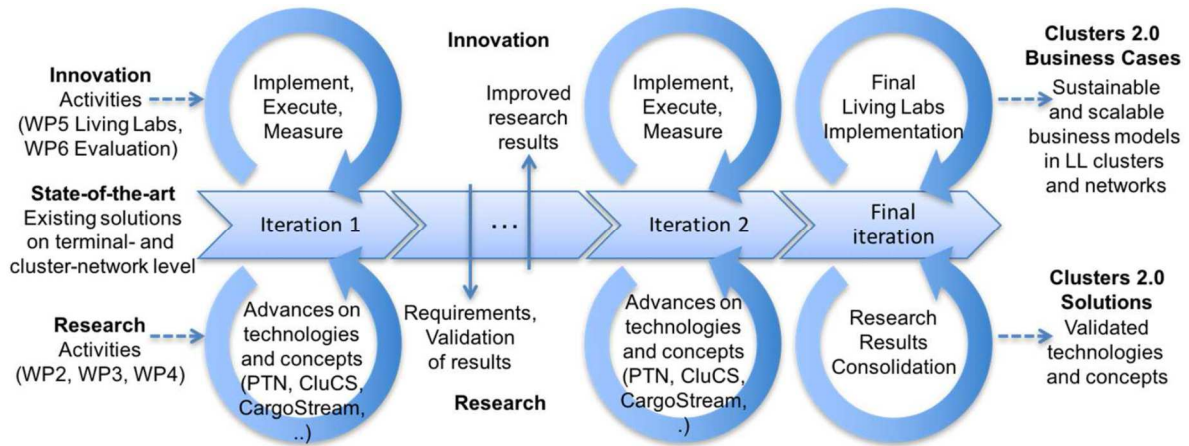 Innovation
Activities
(WP5 Living Labs,
WP6 Evaluation)
State-of-the-art
Existing solutions
on terminal- and
cluster-network level
Research
Activities
(WP2, WP3, WP4)
Implement,
Execute,
Measure
Iteration 1
Advances on
technologies
and concepts
(PTN, CluCS,
CargoStream,
..)
Innovation
Improved
research
results
...
Requirements,
Validation
of results
Research
Implement,
Execute,
Measure
Iteration 2
Advances on
technologies
and concepts
(PTN, CluCS,
CargoStream,
.)
Final
Living Labs
Implementation
Final
iteration
Research
Results
Consolidation
Clusters 2.0
Business Cases
Sustainable
and scalable
business models
in LL clusters
and networks
Clusters 2.0
Solutions
Validated
technologies
and concepts